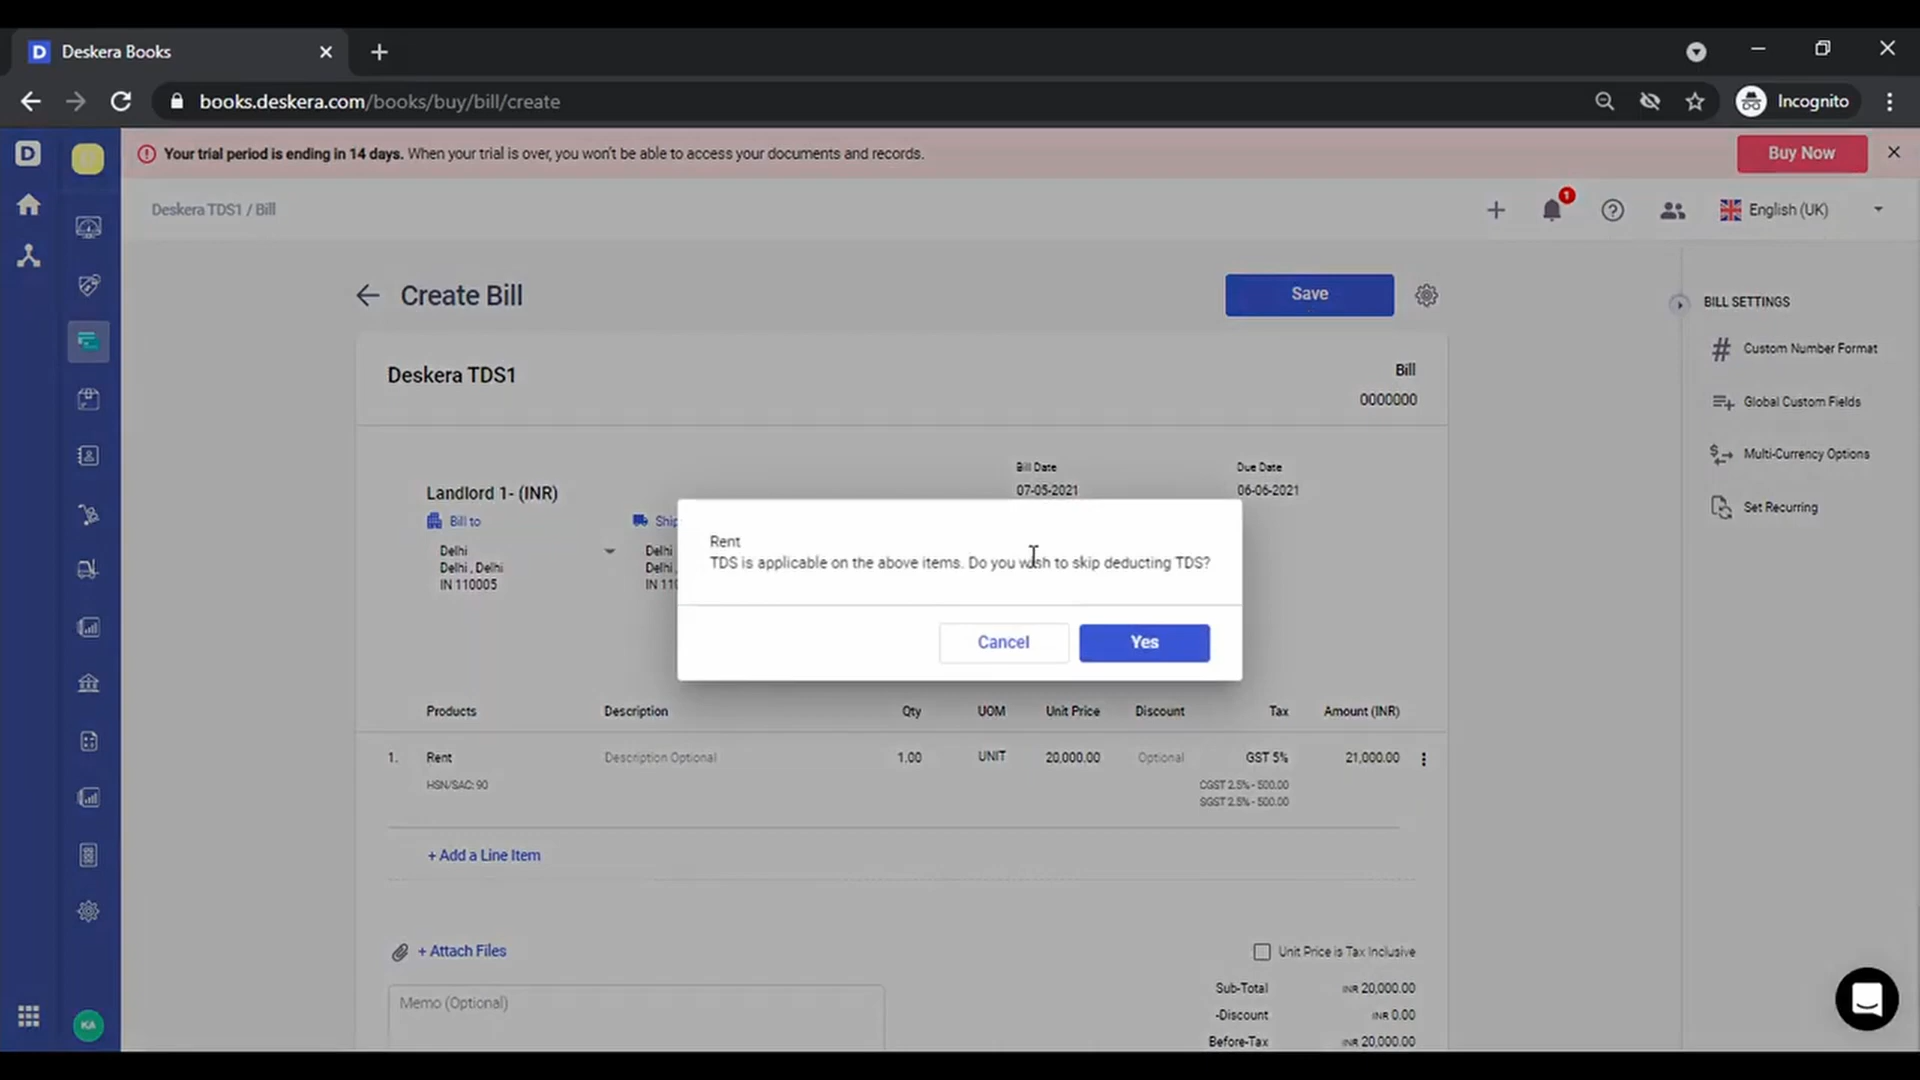 D Deskera Books
books.deskera.com/books/buy/bill/create
Incognito
D
Your trial period is ending in 14 days. When your trial is over, you won't be able to access your documents and records.
Buy Now
Deskera TDS1 / Bill
1
English (UK)
Create Bill
Save
BILL SETTINGS
Custom Number Format
Global Custom Fields
Multi-Currency Options
Set Recurring
Deskera TDS1
Bill
0000000
Bill Date
Due Date
07-05-2021
06-06-2021
Landlord 1- (INR)
Bill to
Ship
Delhi
Delhi , Delhi
IN 110005
Delhi
Delhi,
IN 110
Rent
TDS is applicable on the above items. Do you wish to skip deducting TDS?
Cancel
Yes
Products Description Qty UOM Unit Price Discount Tax Amount (INR)
1. Rent Description Optional 1.00 UNIT 20,000.00 Optional GST 5% 21,000.00
HSN/SAC: 90
CGST 2.5% - 500.00
SGST 2.5% - 500.00
+ Add a Line Item
+ Attach Files
Unit Price is Tax Inclusive
Memo (Optional)
Sub-Total INR 20,000.00
-Discount INR 0.00
Before-Tax INR 20,000.00
KA